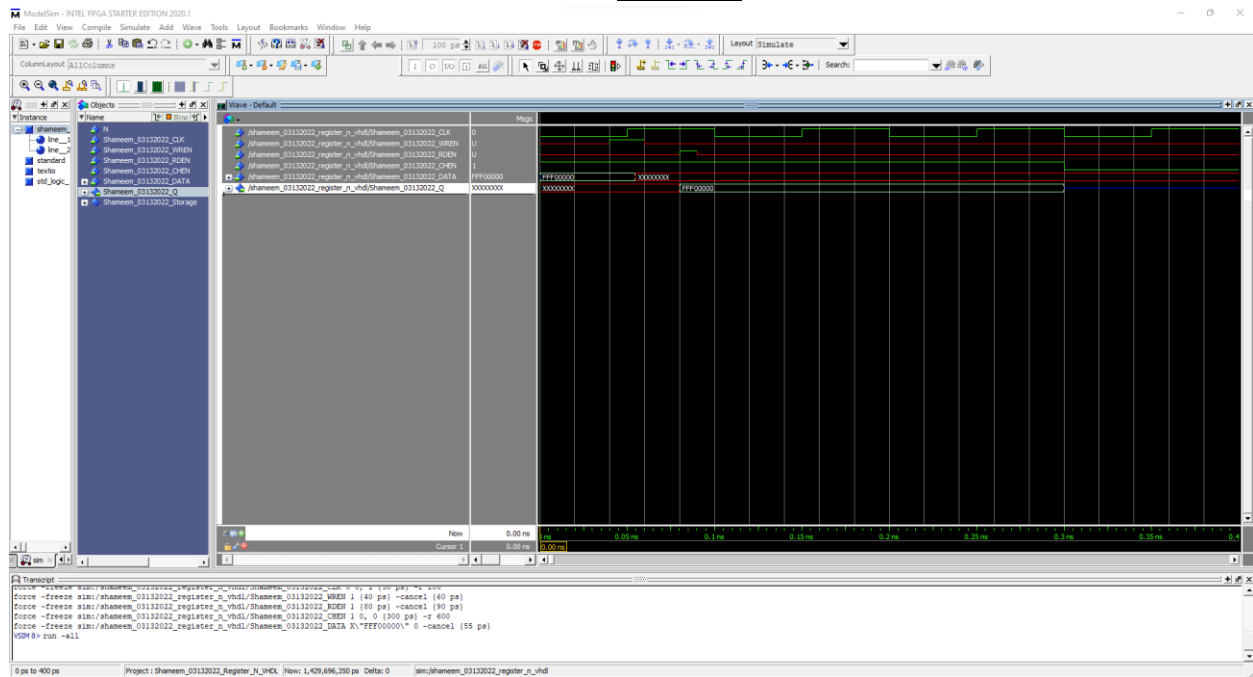 ModelSim - INTEL FPGA STARTER EDITION 2020.1
File Edit View Compile Simulate Add Wave Tools Layout Bookmarks Window Help
100 ps
Layout Simulate
ColumnLayout AllColumns
Search:
Objects
Wave - Default
Instance
Name
Now
Msgs
shameem_
line__1
line__2
standard
textio
std_logic_
N
Shameem_03132022_CLK
Shameem_03132022_WREN
Shameem_03132022_RDEN
Shameem_03132022_CHEN
Shameem_03132022_DATA
Shameem_03132022_Q
Shameem_03132022_Storage
/shameem_03132022_register_n_vhdl/Shameem_03132022_CLK 0
/shameem_03132022_register_n_vhdl/Shameem_03132022_WREN U
/shameem_03132022_register_n_vhdl/Shameem_03132022_RDEN U
/shameem_03132022_register_n_vhdl/Shameem_03132022_CHEN 1
/shameem_03132022_register_n_vhdl/Shameem_03132022_DATA FFF00000 FFF00000 XXXXXXXX
/shameem_03132022_register_n_vhdl/Shameem_03132022_Q XXXXXXXX XXXXXXXX FFF00000
Now 0.00 ns
0.05 ns 0.1 ns 0.15 ns 0.2 ns 0.25 ns 0.3 ns 0.35 ns 0.4
Cursor 1 0.00 ns 0.00 ns
sim
Transcript
force -freeze sim:/shameem_03132022_register_n_vhdl/Shameem_03132022_WREN 1 {40 ps} -cancel {60 ps}
force -freeze sim:/shameem_03132022_register_n_vhdl/Shameem_03132022_RDEN 1 {80 ps} -cancel {90 ps}
force -freeze sim:/shameem_03132022_register_n_vhdl/Shameem_03132022_CHEN 1 0, 0 {300 ps} -r 600
force -freeze sim:/shameem_03132022_register_n_vhdl/Shameem_03132022_DATA X\"FFF00000\" 0 -cancel {55 ps}
VSIM 8> run -all
0 ps to 400 ps
Project : Shameem_03132022_Register_N_VHDL Now: 1,429,696,350 ps Delta: 0
sim:/shameem_03132022_register_n_vhdl